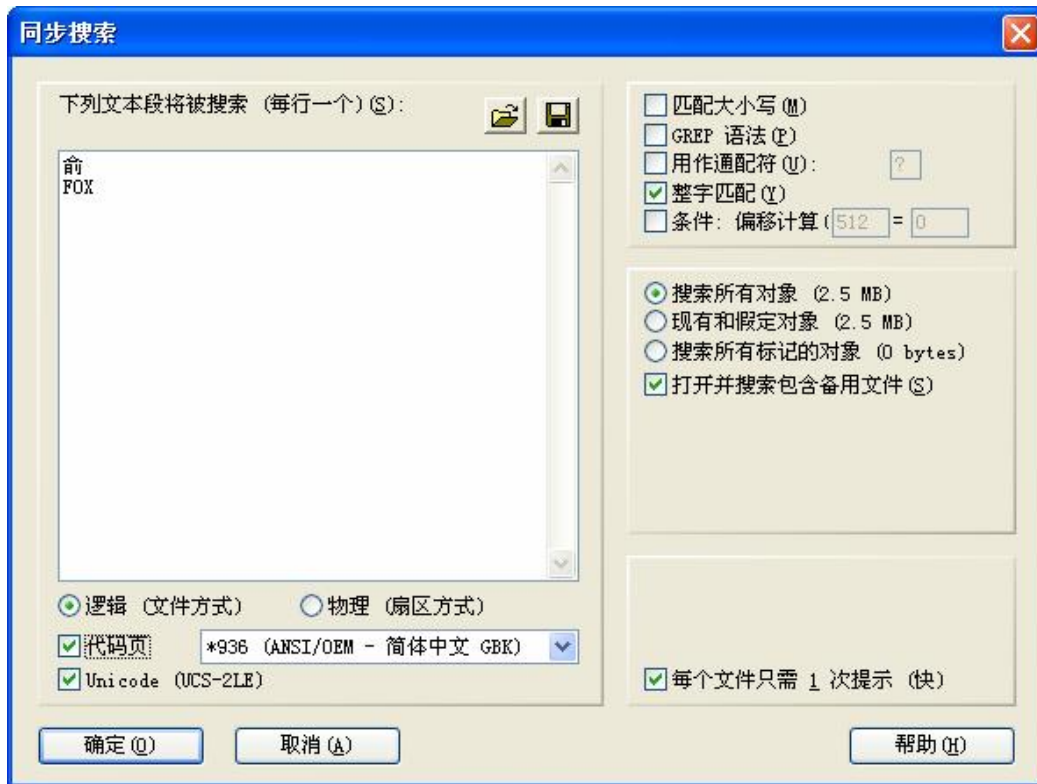 同步搜索
下列文本段将被搜索 (每行一个)(S):
俞
FOX
逻辑 (文件方式)
物理 (扇区方式)
代码页
*936 (ANSI/OEM - 简体中文 GBK)
Unicode (UCS-2LE)
匹配大小写(M)
GREP 语法(P)
用作通配符(U): ?
整字匹配(Y)
条件: 偏移计算(512 = 0
搜索所有对象 (2.5 MB)
现有和假定对象 (2.5 MB)
搜索所有标记的对象 (0 bytes)
打开并搜索包含备用文件(S)
每个文件只需 1 次提示 (快)
确定(O)
取消(A)
帮助(H)